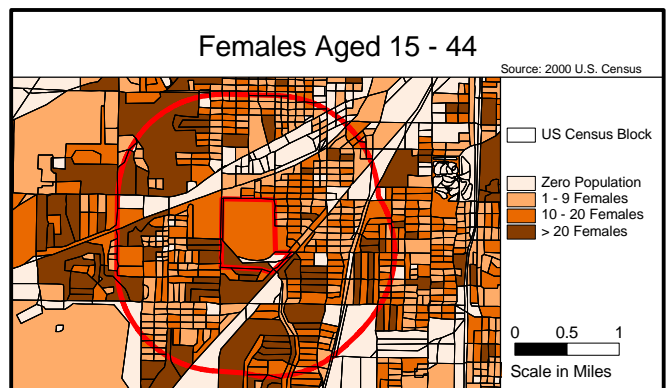 Females Aged 15 - 44
Source: 2000 U.S. Census
US Census Block
Zero Population
1 - 9 Females
10 - 20 Females
> 20 Females
0 0.5 1
Scale in Miles